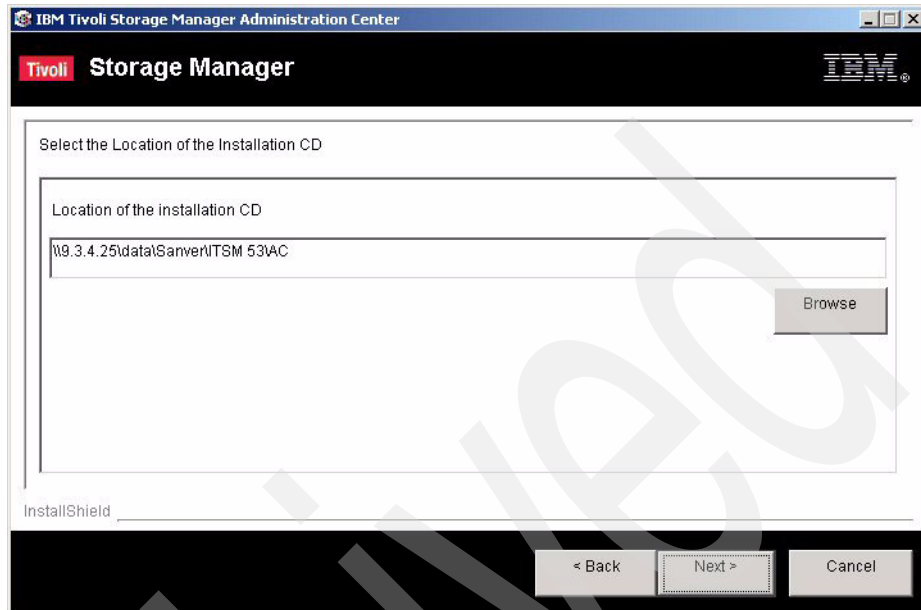 IBM Tivoli Storage Manager Administration Center
Tivoli Storage Manager
IBM®
Select the Location of the Installation CD
Location of the installation CD
\\9.3.4.25\data\Sanver\ITSM 53\AC
Browse
InstallShield
< Back Next > Cancel
ived